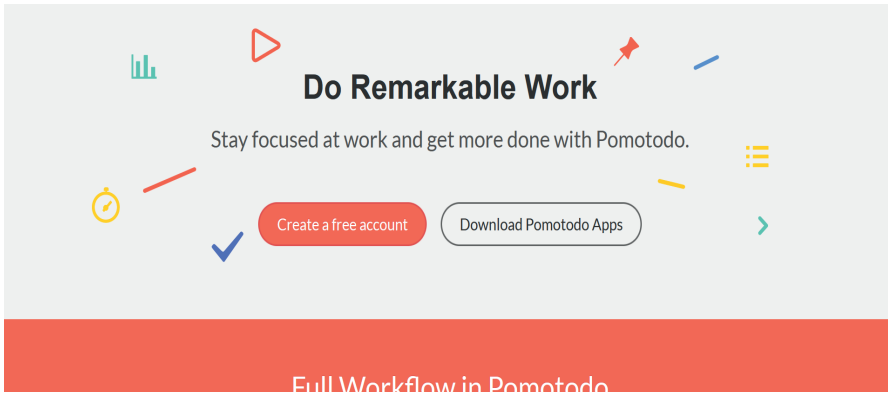 Do Remarkable Work
Stay focused at work and get more done with Pomotodo.
Create a free account
Download Pomotodo Apps
Full Workflow in Pomotodo